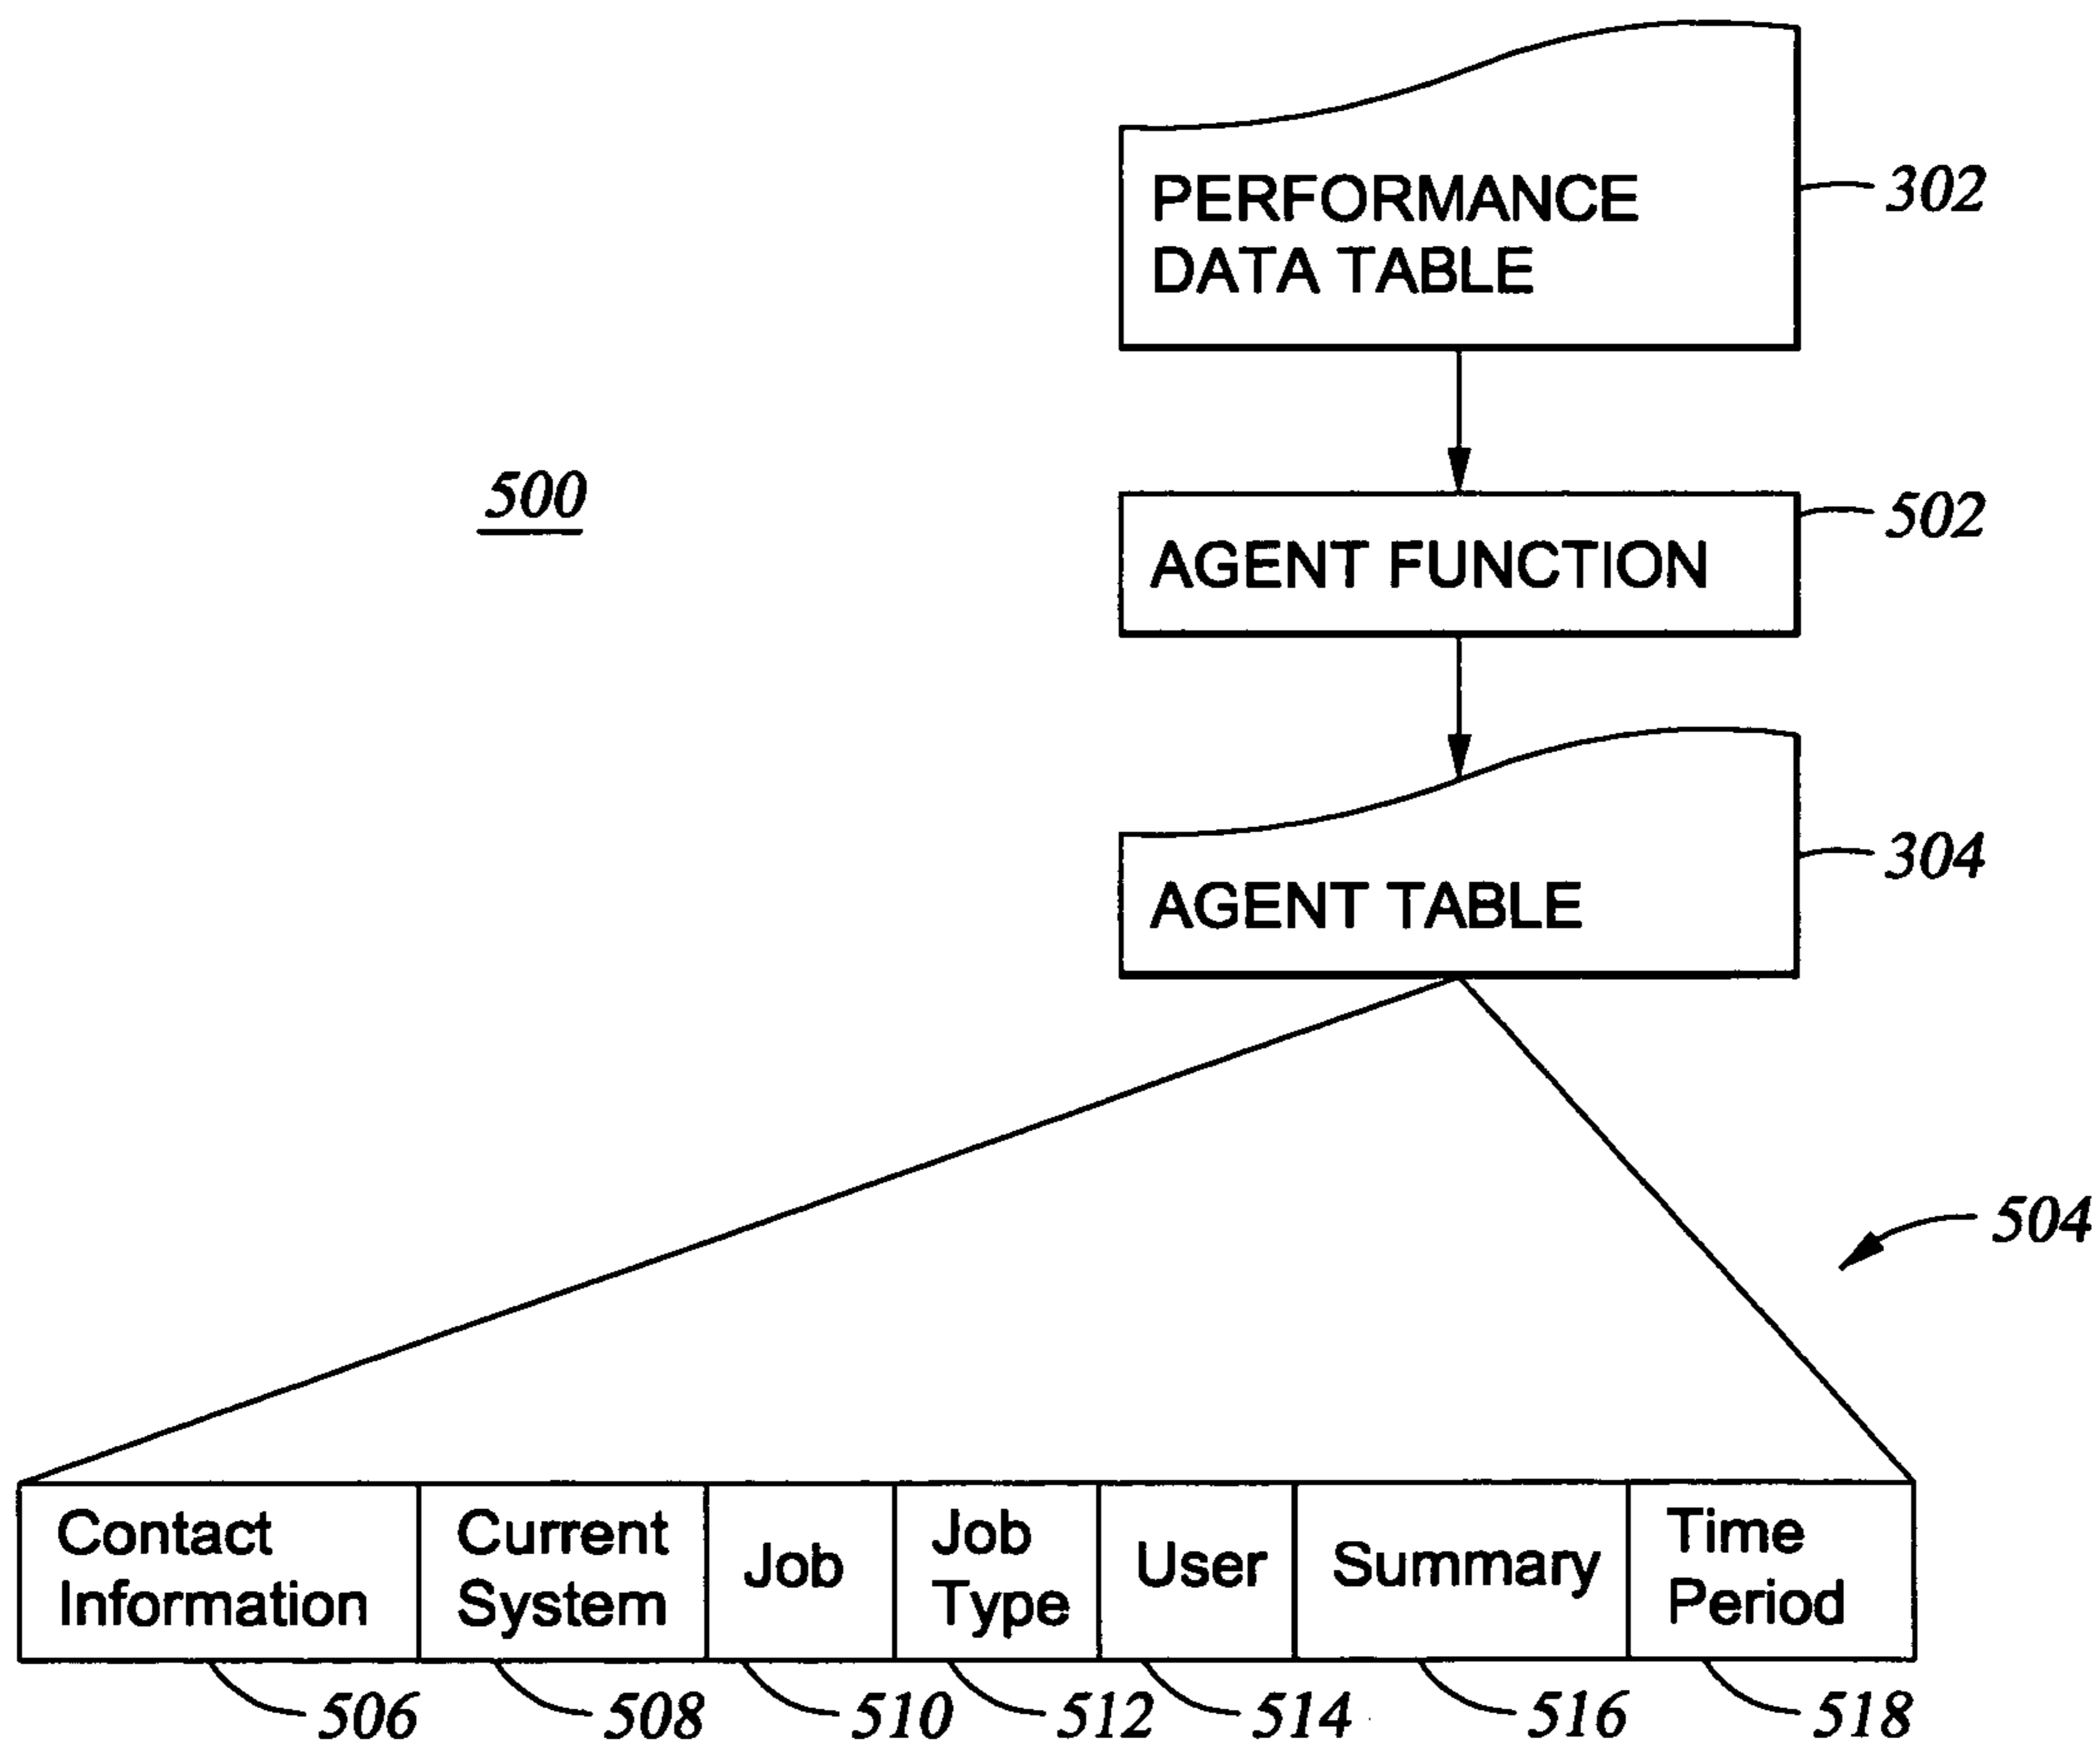 PERFORMANCE
DATA TABLE
302
500
502
AGENT FUNCTION
304
AGENT TABLE
504
Contact
Information
Current
System
Job
Job
Type
User
Summary
Time
Period
506
508
510
512
514
516
518